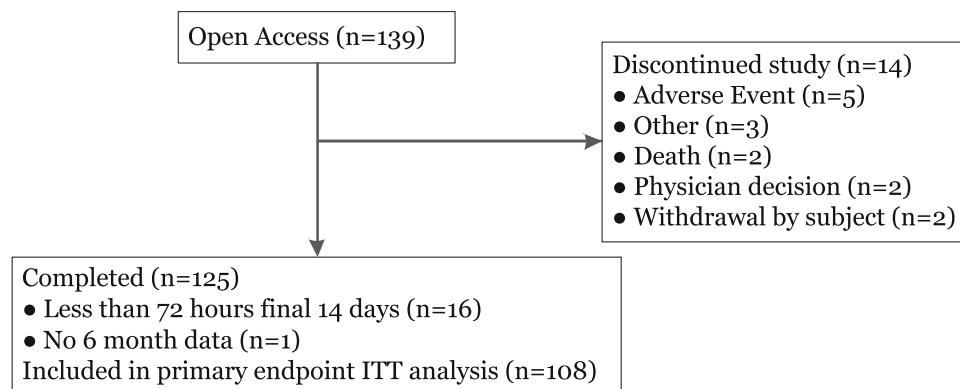 Open Access (n=139)
Discontinued study (n=14)
● Adverse Event (n=5)
● Other (n=3)
● Death (n=2)
● Physician decision (n=2)
● Withdrawal by subject (n=2)
Completed (n=125)
● Less than 72 hours final 14 days (n=16)
● No 6 month data (n=1)
Included in primary endpoint ITT analysis (n=108)